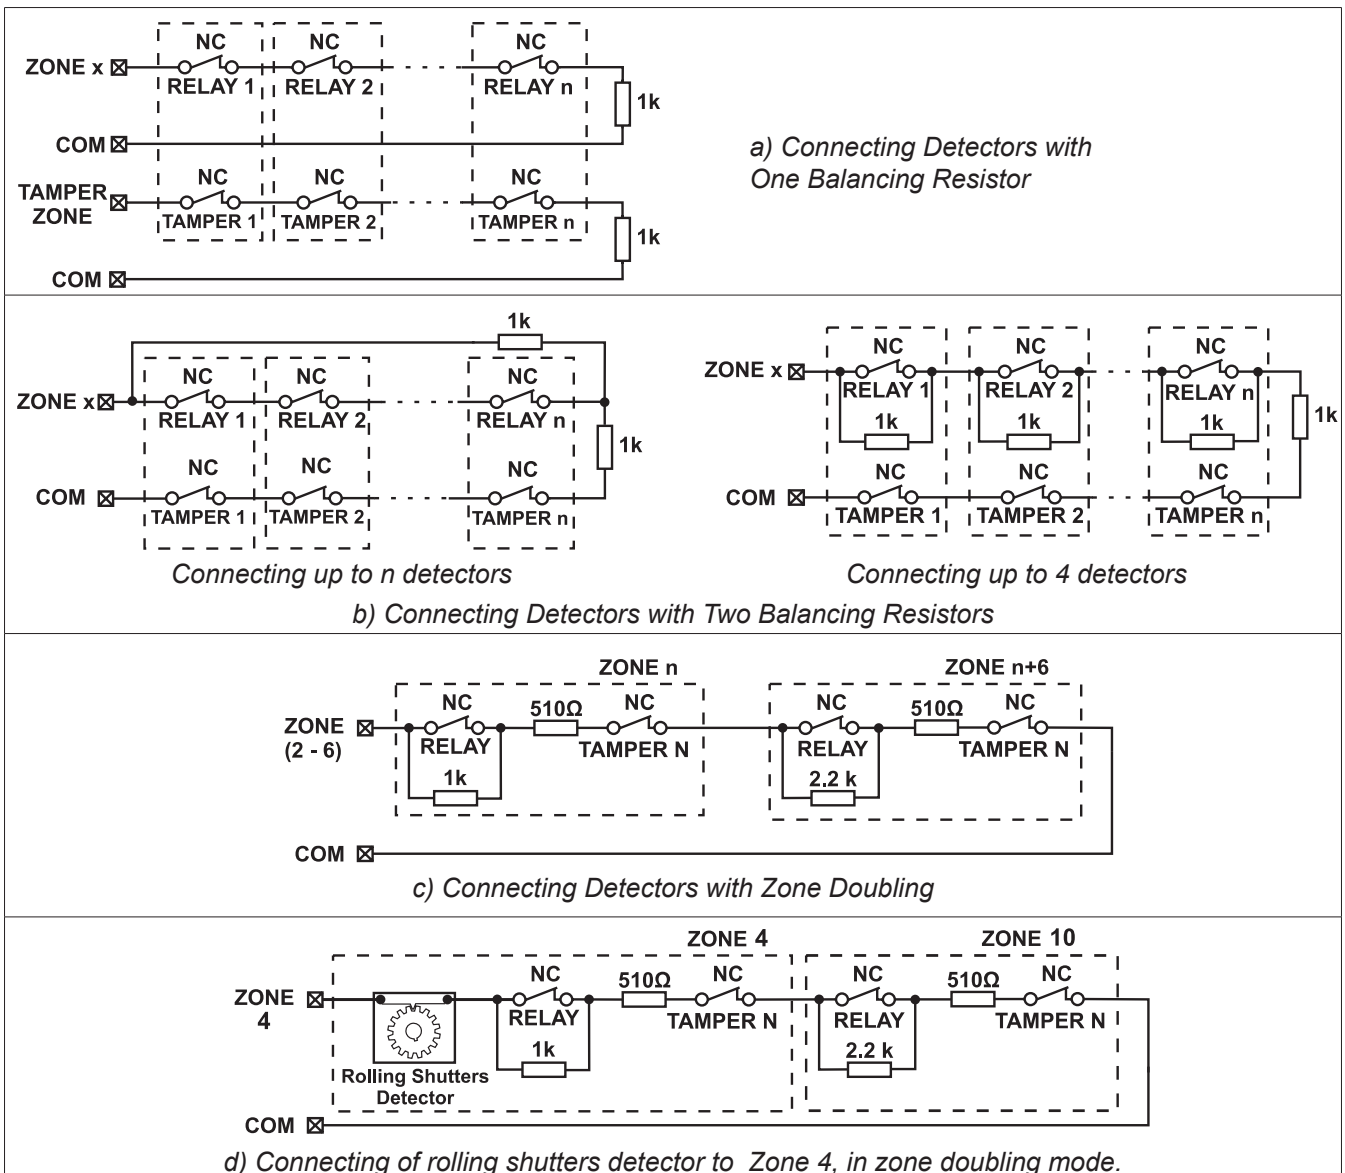 NC NC NC
ZONE x
RELAY 1 RELAY 2 RELAY n
1k
COM
a) Connecting Detectors with
One Balancing Resistor
TAMPER
ZONE
NC NC NC
TAMPER 1 TAMPER 2 TAMPER n
1k
COM
1k
NC NC NC
ZONE x
RELAY 1 RELAY 2 RELAY n
1k
NC NC NC
COM
TAMPER 1 TAMPER 2 TAMPER n
Connecting up to n detectors
NC NC NC
ZONE x
RELAY 1 RELAY 2 RELAY n
1k 1k 1k
1k
NC NC NC
COM
TAMPER 1 TAMPER 2 TAMPER n
Connecting up to 4 detectors
b) Connecting Detectors with Two Balancing Resistors
ZONE n ZONE n+6
NC 510Ω NC NC 510Ω NC
ZONE
(2 - 6)
RELAY TAMPER N RELAY TAMPER N
1k 2.2 k
COM
c) Connecting Detectors with Zone Doubling
ZONE 4 ZONE 10
NC 510Ω NC NC 510Ω NC
ZONE
4
RELAY TAMPER N RELAY TAMPER N
1k 2.2 k
Rolling Shutters
Detector
COM
d) Connecting of rolling shutters detector to Zone 4, in zone doubling mode.